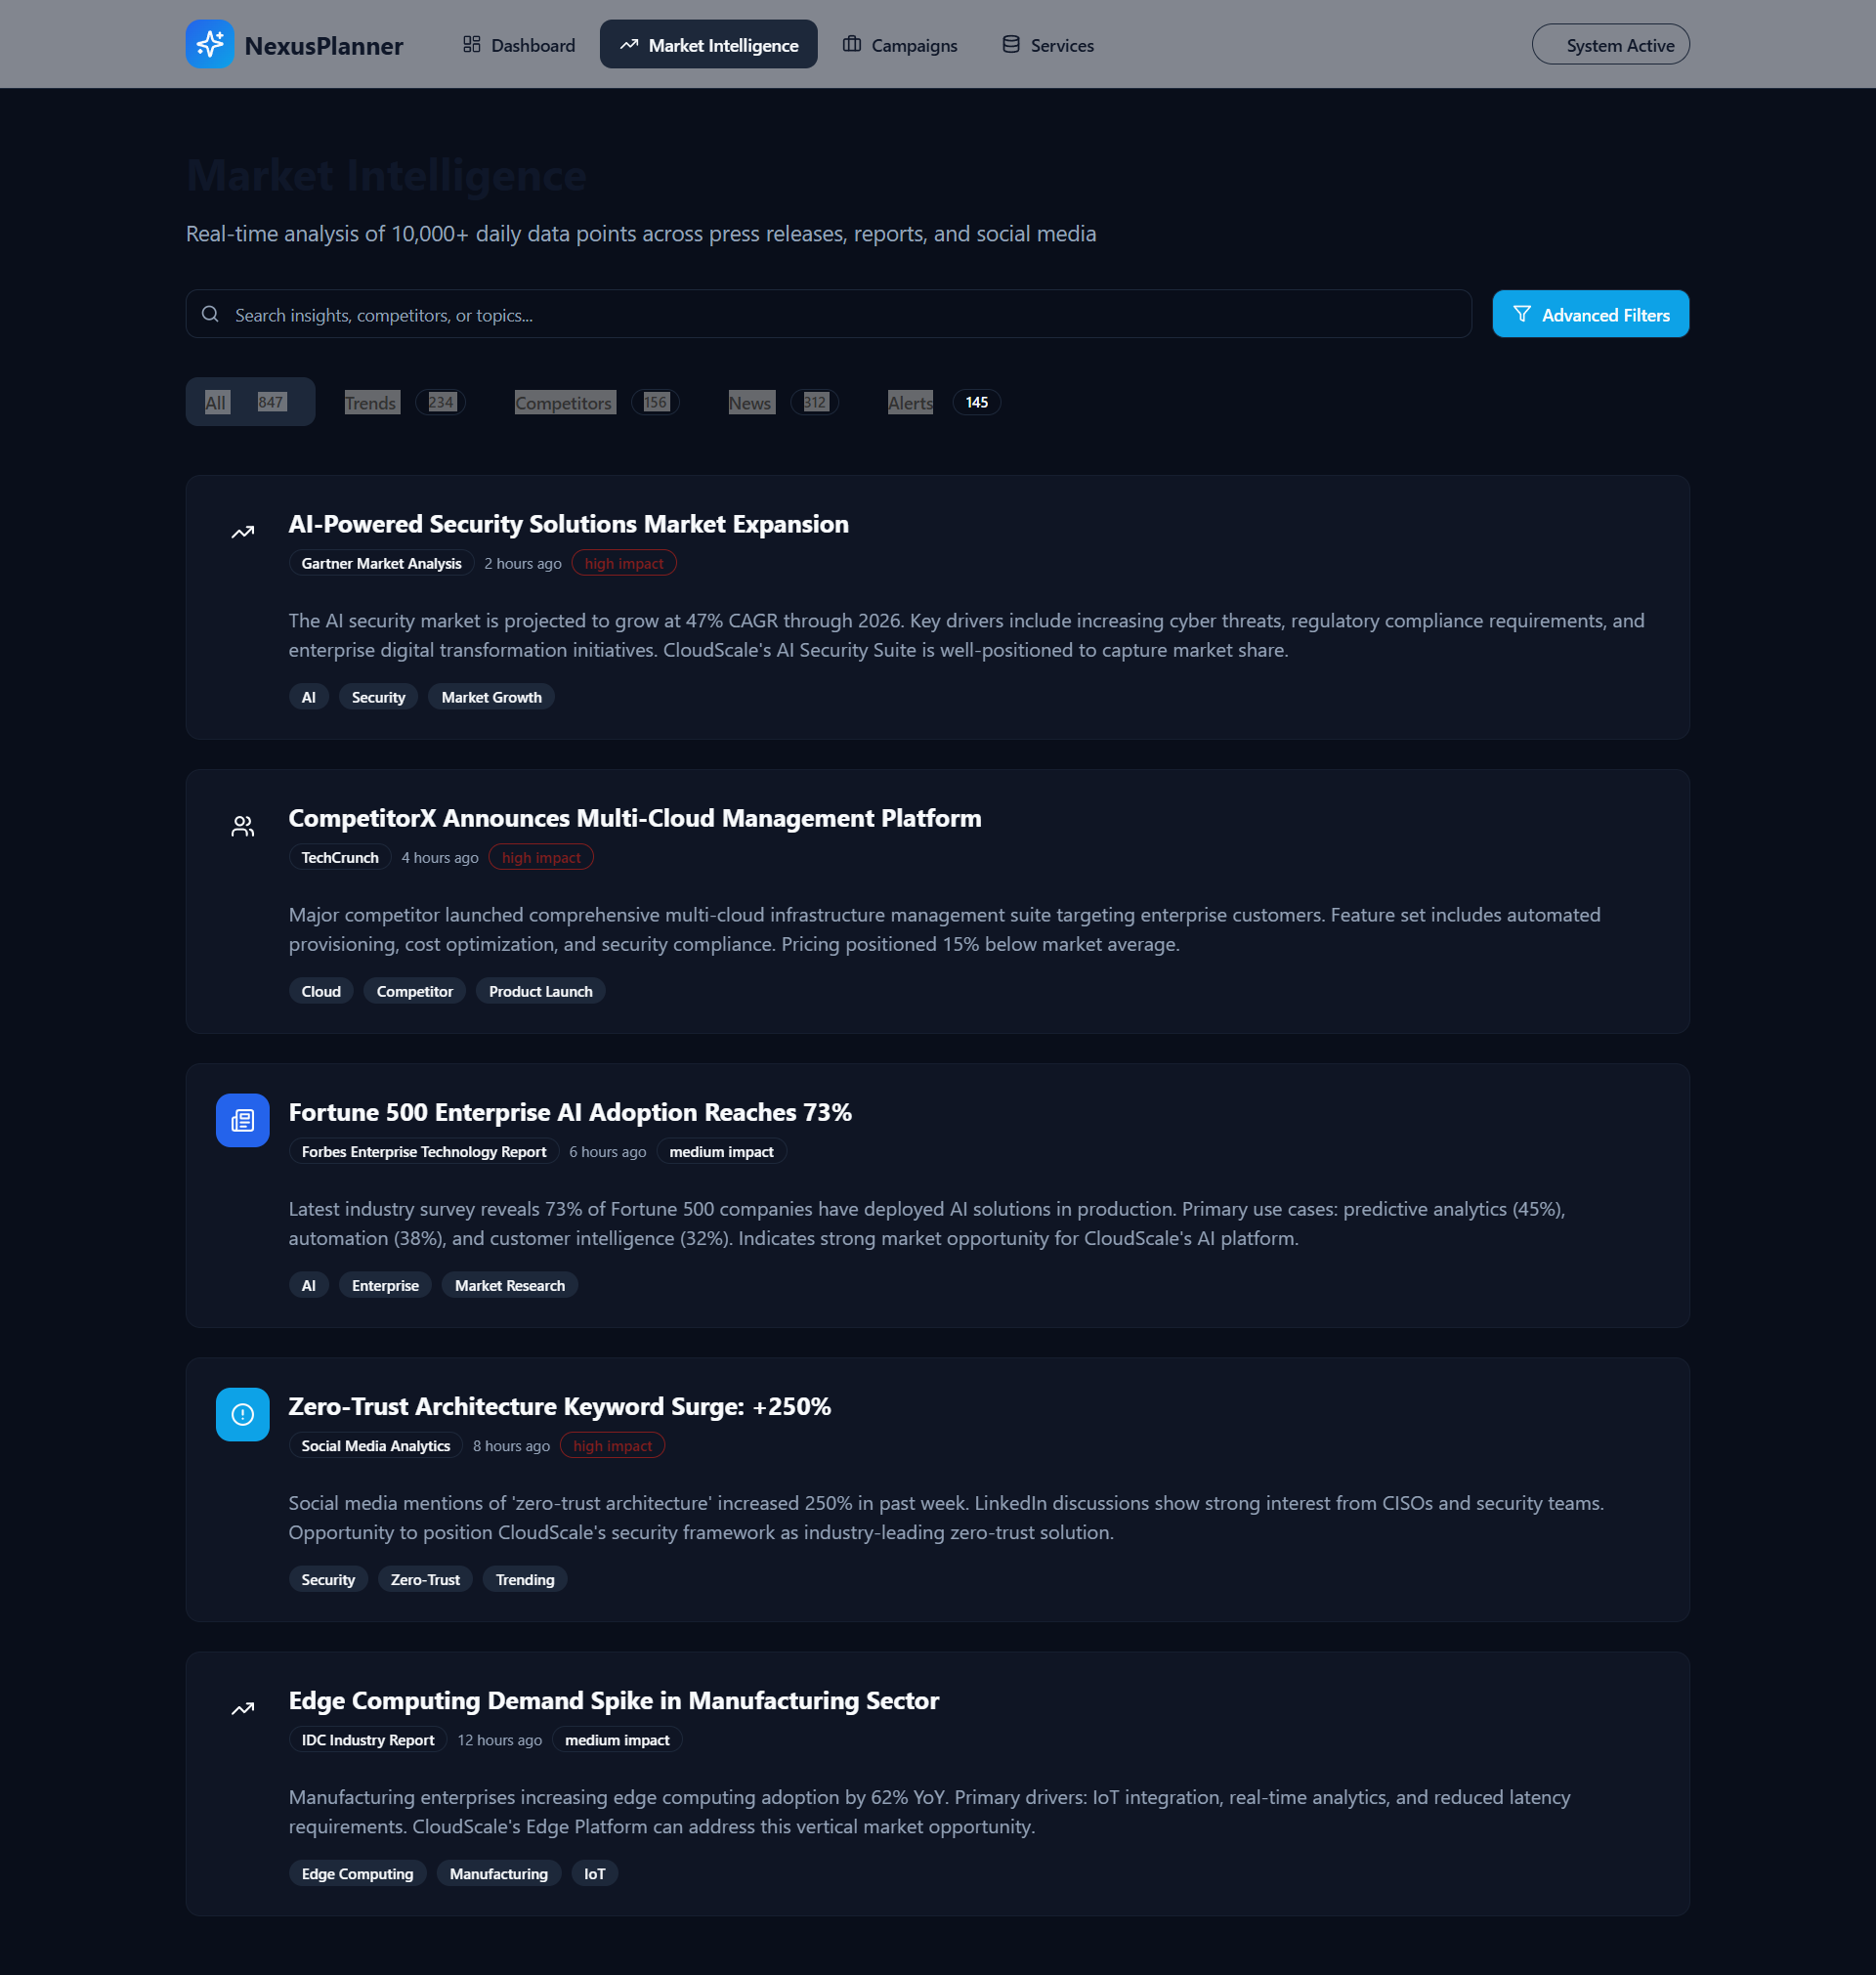 NexusPlanner
Dashboard
Market Intelligence
Campaigns
Services
System Active
Market Intelligence
Real-time analysis of 10,000+ daily data points across press releases, reports, and social media
Search insights, competitors, or topics...
Advanced Filters
All 847
Trends 234
Competitors 156
News 312
Alerts 145
AI-Powered Security Solutions Market Expansion
Gartner Market Analysis 2 hours ago high impact
The AI security market is projected to grow at 47% CAGR through 2026. Key drivers include increasing cyber threats, regulatory compliance requirements, and
enterprise digital transformation initiatives. CloudScale's AI Security Suite is well-positioned to capture market share.
AI Security Market Growth
CompetitorX Announces Multi-Cloud Management Platform
TechCrunch 4 hours ago high impact
Major competitor launched comprehensive multi-cloud infrastructure management suite targeting enterprise customers. Feature set includes automated
provisioning, cost optimization, and security compliance. Pricing positioned 15% below market average.
Cloud Competitor Product Launch
Fortune 500 Enterprise AI Adoption Reaches 73%
Forbes Enterprise Technology Report 6 hours ago medium impact
Latest industry survey reveals 73% of Fortune 500 companies have deployed AI solutions in production. Primary use cases: predictive analytics (45%),
automation (38%), and customer intelligence (32%). Indicates strong market opportunity for CloudScale's AI platform.
AI Enterprise Market Research
Zero-Trust Architecture Keyword Surge: +250%
Social Media Analytics 8 hours ago high impact
Social media mentions of 'zero-trust architecture' increased 250% in past week. LinkedIn discussions show strong interest from CISOs and security teams.
Opportunity to position CloudScale's security framework as industry-leading zero-trust solution.
Security Zero-Trust Trending
Edge Computing Demand Spike in Manufacturing Sector
IDC Industry Report 12 hours ago medium impact
Manufacturing enterprises increasing edge computing adoption by 62% YoY. Primary drivers: IoT integration, real-time analytics, and reduced latency
requirements. CloudScale's Edge Platform can address this vertical market opportunity.
Edge Computing Manufacturing IoT